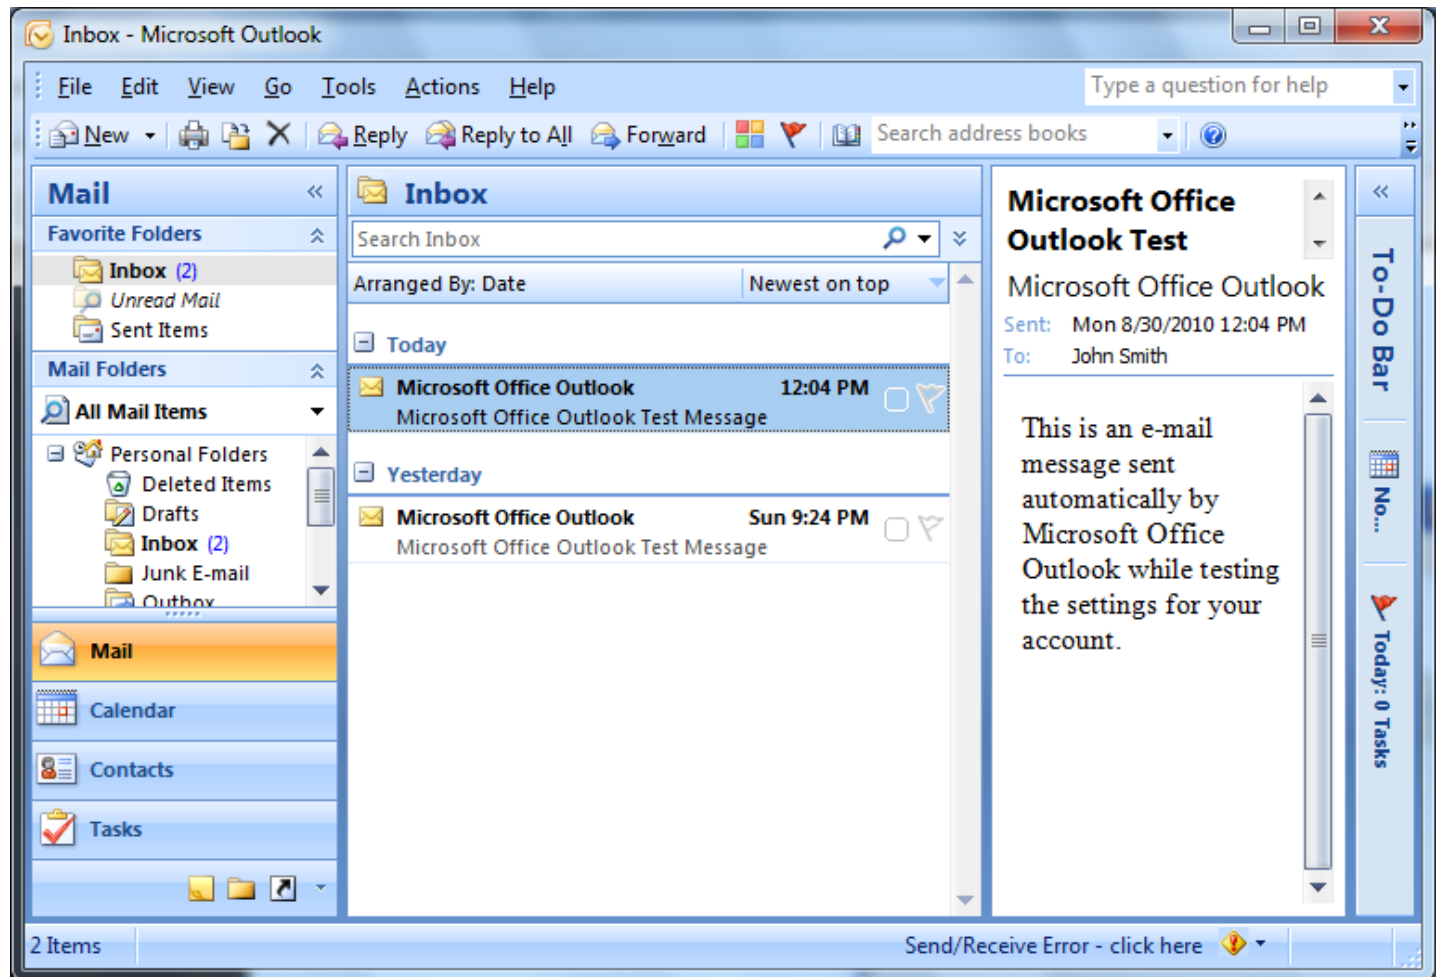 Inbox - Microsoft Outlook
File Edit View Go Tools Actions Help Type a question for help
New Reply Reply to All Forward Search address books
Mail
Favorite Folders
Inbox (2)
Unread Mail
Sent Items
Mail Folders
All Mail Items
Personal Folders
Deleted Items
Drafts
Inbox (2)
Junk E-mail
Outbox
Mail
Calendar
Contacts
Tasks
Inbox
Search Inbox
Arranged By: Date Newest on top
Today
Microsoft Office Outlook 12:04 PM
Microsoft Office Outlook Test Message
Yesterday
Microsoft Office Outlook Sun 9:24 PM
Microsoft Office Outlook Test Message
Microsoft Office
Outlook Test
Microsoft Office Outlook
Sent: Mon 8/30/2010 12:04 PM
To: John Smith
This is an e-mail
message sent
automatically by
Microsoft Office
Outlook while testing
the settings for your
account.
To-Do Bar
No...
Today: 0 Tasks
2 Items Send/Receive Error - click here